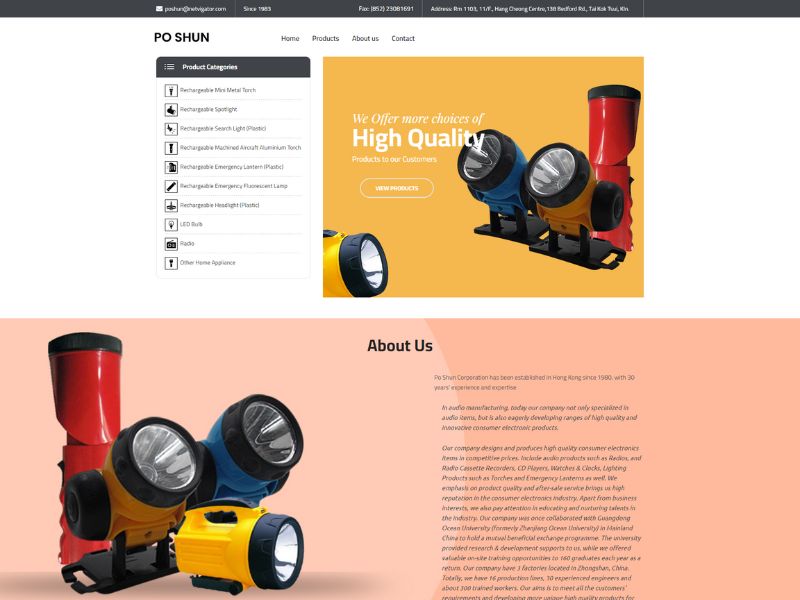 poshun@netvigator.com
Since 1983
Fax: (852) 23081691
Address: Rm 1103, 11/F., Hang Cheong Centre,138 Bedford Rd., Tai Kok Tsui, Kln.
PO SHUN
Home
Products
About us
Contact
Product Categories
Rechargeable Mini Metal Torch
Rechargeable Spotlight
Rechargeable Search Light (Plastic)
Rechargeable Machined Aircraft Aluminium Torch
Rechargeable Emergency Lantern (Plastic)
Rechargeable Emergency Fluorescent Lamp
Rechargeable Headlight (Plastic)
LED Bulb
Radio
Other Home Appliance
We Offer more choices of
High Quality
Products to our Customers
VIEW PRODUCTS
About Us
Po Shun Corporation has been established in Hong Kong since 1980. with 30
years' experience and expertise
In audio manufacturing, today our company not only specialized in
audio items, but is also eagerly developing ranges of high quality and
innovative consumer electronic products.
Our company designs and produces high quality consumer electronics
items in competitive prices. Include audio products such as Radios, and
Radio Cassette Recorders, CD Players, Watches & Clocks, Lighting
Products such as Torches and Emergency Lanterns as well. We
emphasis on product quality and after-sale service brings us high
reputation in the consumer electronics industry. Apart from business
interests, we also pay attention in educating and nurturing talents in
the industry. Our company was once collaborated with Guangdong
Ocean University (formerly Zhanjiang Ocean University) in Mainland
China to hold a mutual beneficial exchange programme. The university
provided research & development supports to us, while we offered
valuable on-site training opportunities to 160 graduates each year as a
return. Our company have 3 factories located in Zhongshan, China.
Totally, we have 16 production lines, 30 experienced engineers and
about 300 trained workers. Our aims is to meet all the customers'
requirements and developing more unique high quality products for